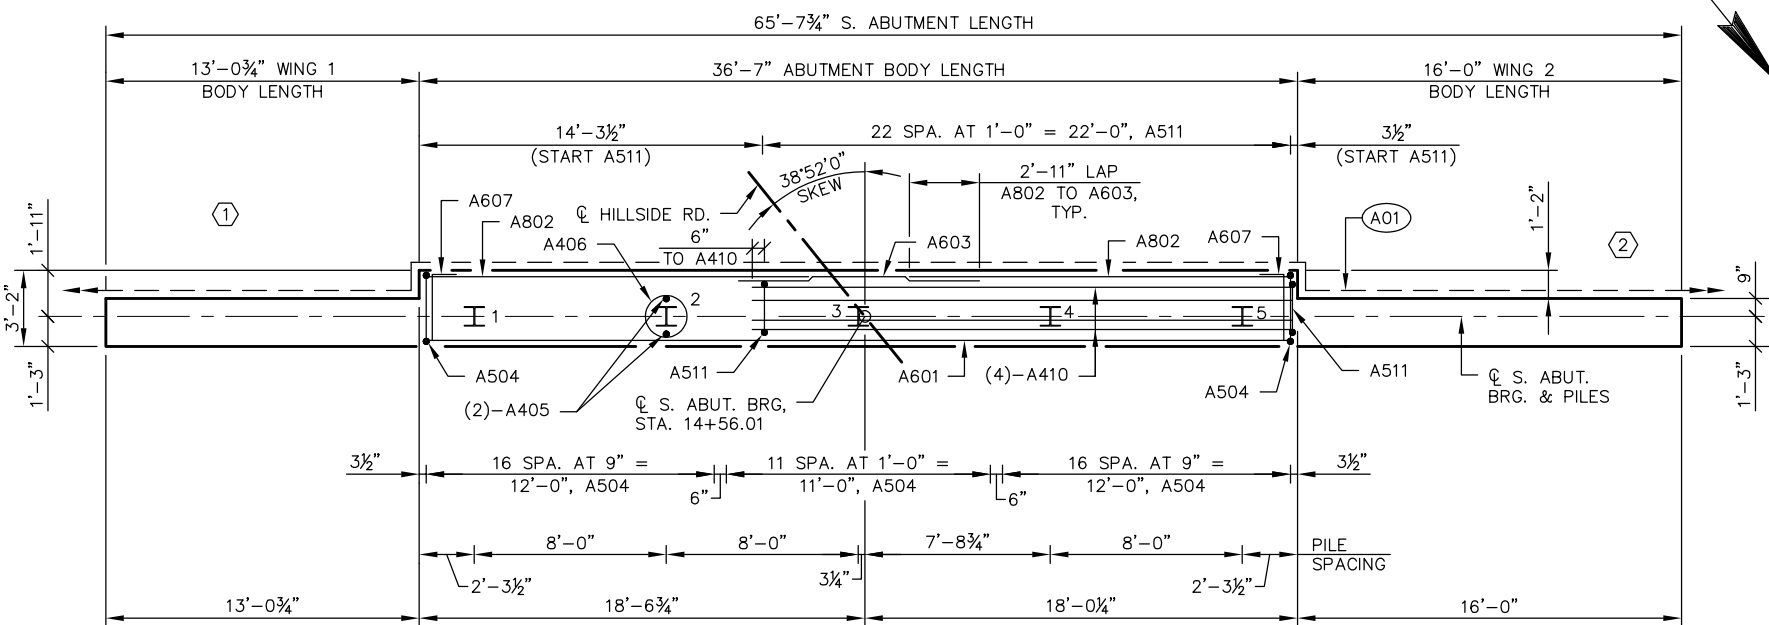 65'-7¾" S. ABUTMENT LENGTH
13'-0¾" WING 1
BODY LENGTH
36'-7" ABUTMENT BODY LENGTH
16'-0" WING 2
BODY LENGTH
14'-3½"
(START A511)
22 SPA. AT 1'-0" = 22'-0", A511
3½"
(START A511)
38°52'0"
SKEW
2'-11" LAP
A802 TO A603,
TYP.
1
A607
A802
A406
℄ HILLSIDE RD.
6"
TO A410
A603
A802
A607
A01
1'-2"
2
1'-11"
3'-2"
1'-3"
9"
1'-3"
1
2
3
4
5
A504
(2)-A405
A511
℄ S. ABUT. BRG,
STA. 14+56.01
A601
(4)-A410
A504
A511
℄ S. ABUT.
BRG. & PILES
3½"
16 SPA. AT 9" =
12'-0", A504
6"
11 SPA. AT 1'-0" =
11'-0", A504
6"
16 SPA. AT 9" =
12'-0", A504
3½"
2'-3½"
8'-0"
8'-0"
3¼"
7'-8¾"
8'-0"
2'-3½"
PILE
SPACING
13'-0¾"
18'-6¾"
18'-0¼"
16'-0"